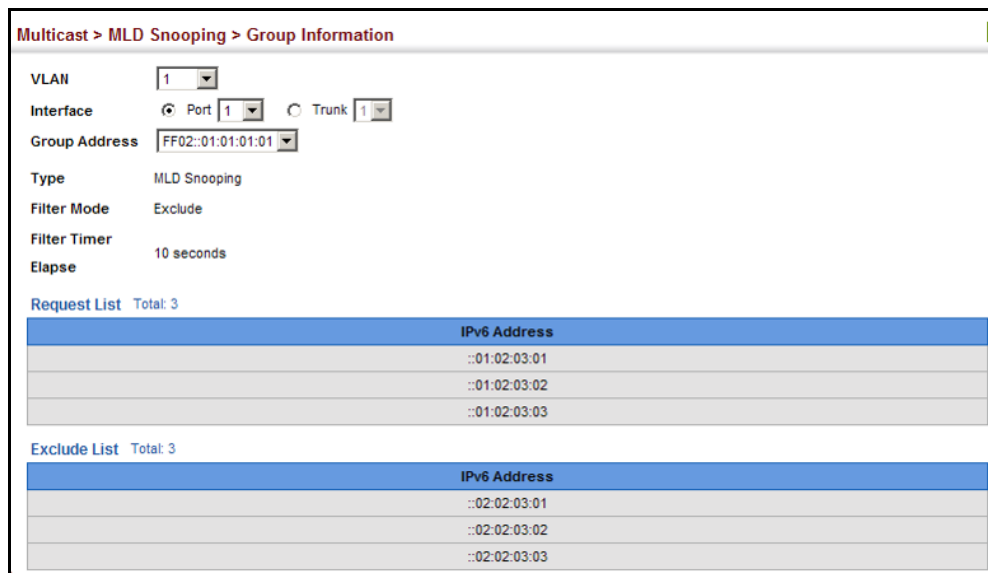 Multicast > MLD Snooping > Group Information
VLAN 1
Interface Port 1 Trunk 1
Group Address FF02::01:01:01:01
Type MLD Snooping
Filter Mode Exclude
Filter Timer
Elapse
10 seconds
Request List Total: 3
IPv6 Address
::01:02:03:01
::01:02:03:02
::01:02:03:03
Exclude List Total: 3
IPv6 Address
::02:02:03:01
::02:02:03:02
::02:02:03:03